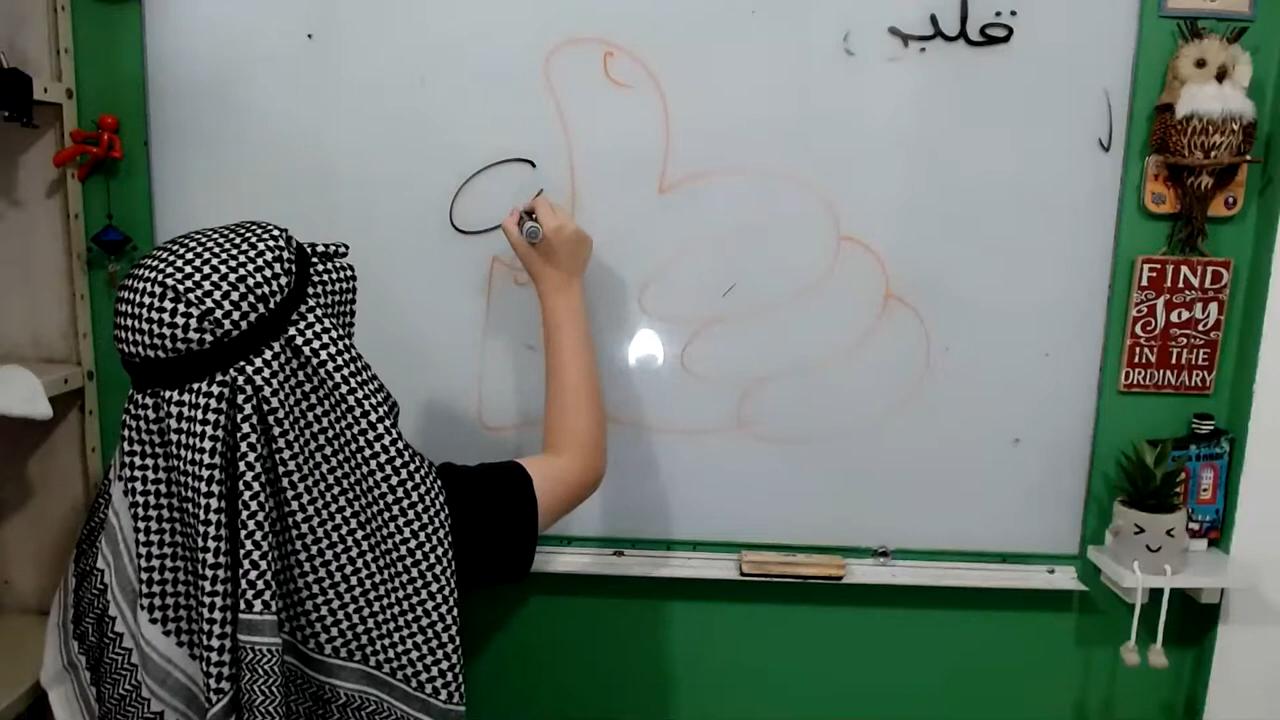 قلب
FIND
Joy
IN THE
ORDINARY